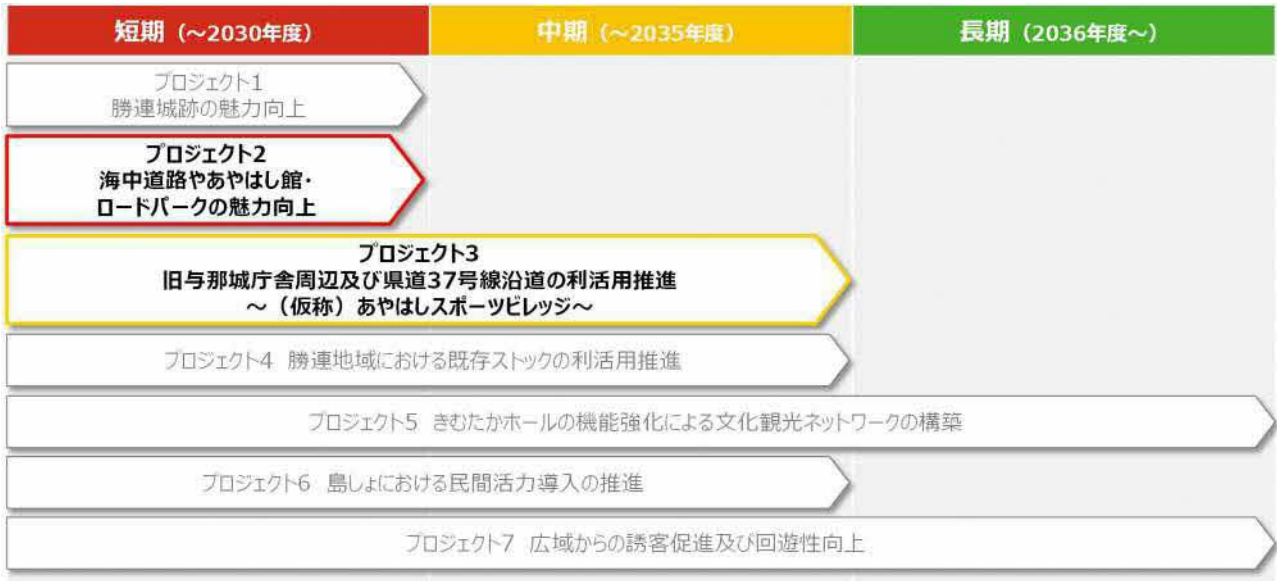 短期（～2030年度）
中期（～2035年度）
長期（2036年度～）
プロジェクト1
勝連城跡の魅力向上
プロジェクト2
海中道路やあやはし館・
ロードパークの魅力向上
プロジェクト3
旧与那城庁舎周辺及び県道37号線沿道の利活用推進
～（仮称）あやはしスポーツビレッジ～
プロジェクト4 勝連地域における既存ストックの利活用推進
プロジェクト5 きむたかホールの機能強化による文化観光ネットワークの構築
プロジェクト6 島しょにおける民間活力導入の推進
プロジェクト7 広域からの誘客促進及び回遊性向上